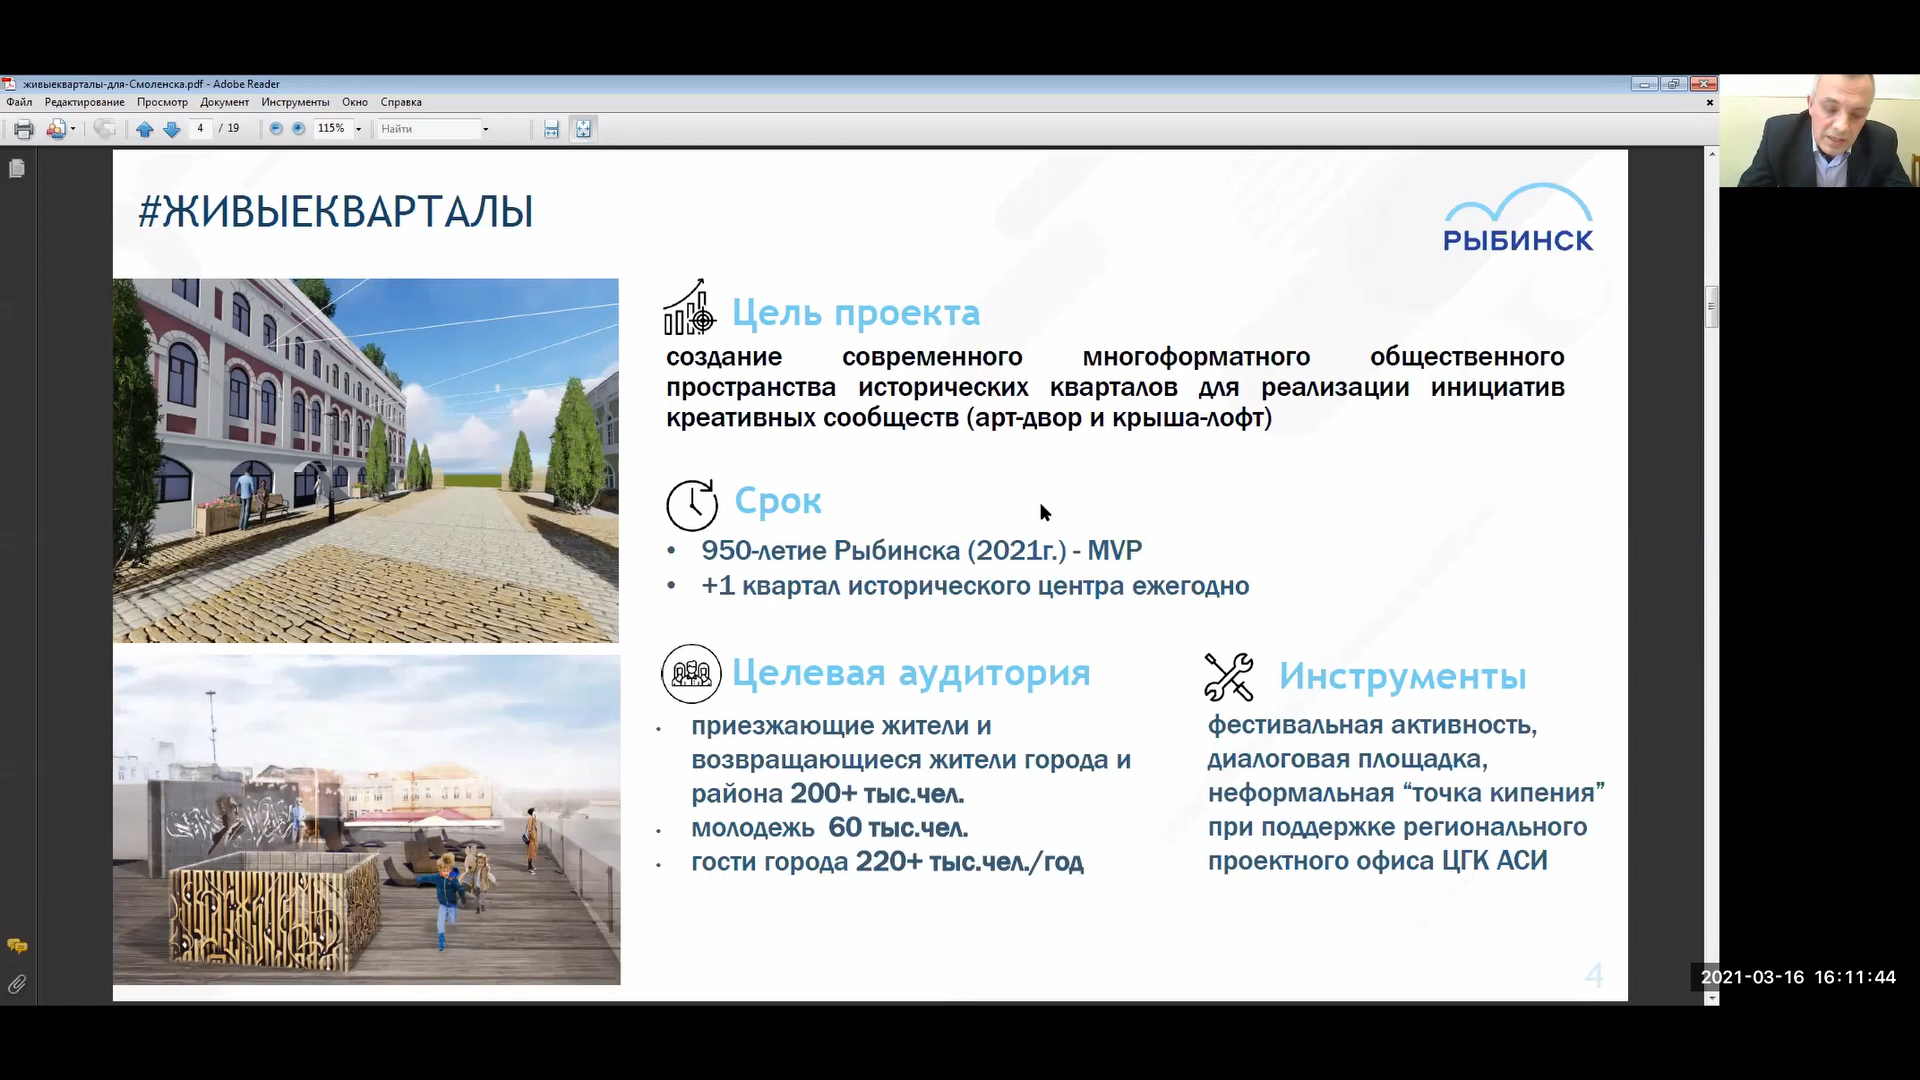 живыекварталы-для-Смоленска.pdf - Adobe Reader
Файл Редактирование Просмотр Документ Инструменты Окно Справка
4 / 19 115% Найти
#ЖИВЫЕКВАРТАЛЫ
РЫБИНСК
Цель проекта
создание современного многоформатного общественного
пространства исторических кварталов для реализации инициатив
креативных сообществ (арт-двор и крыша-лофт)
Срок
• 950-летие Рыбинска (2021г.) - MVP
• +1 квартал исторического центра ежегодно
Целевая аудитория
• приезжающие жители и
возвращающиеся жители города и
района 200+ тыс.чел.
• молодежь 60 тыс.чел.
• гости города 220+ тыс.чел./год
Инструменты
фестивальная активность,
диалоговая площадка,
неформальная “точка кипения”
при поддержке регионального
проектного офиса ЦГК АСИ
4
2021-03-16 16:11:44